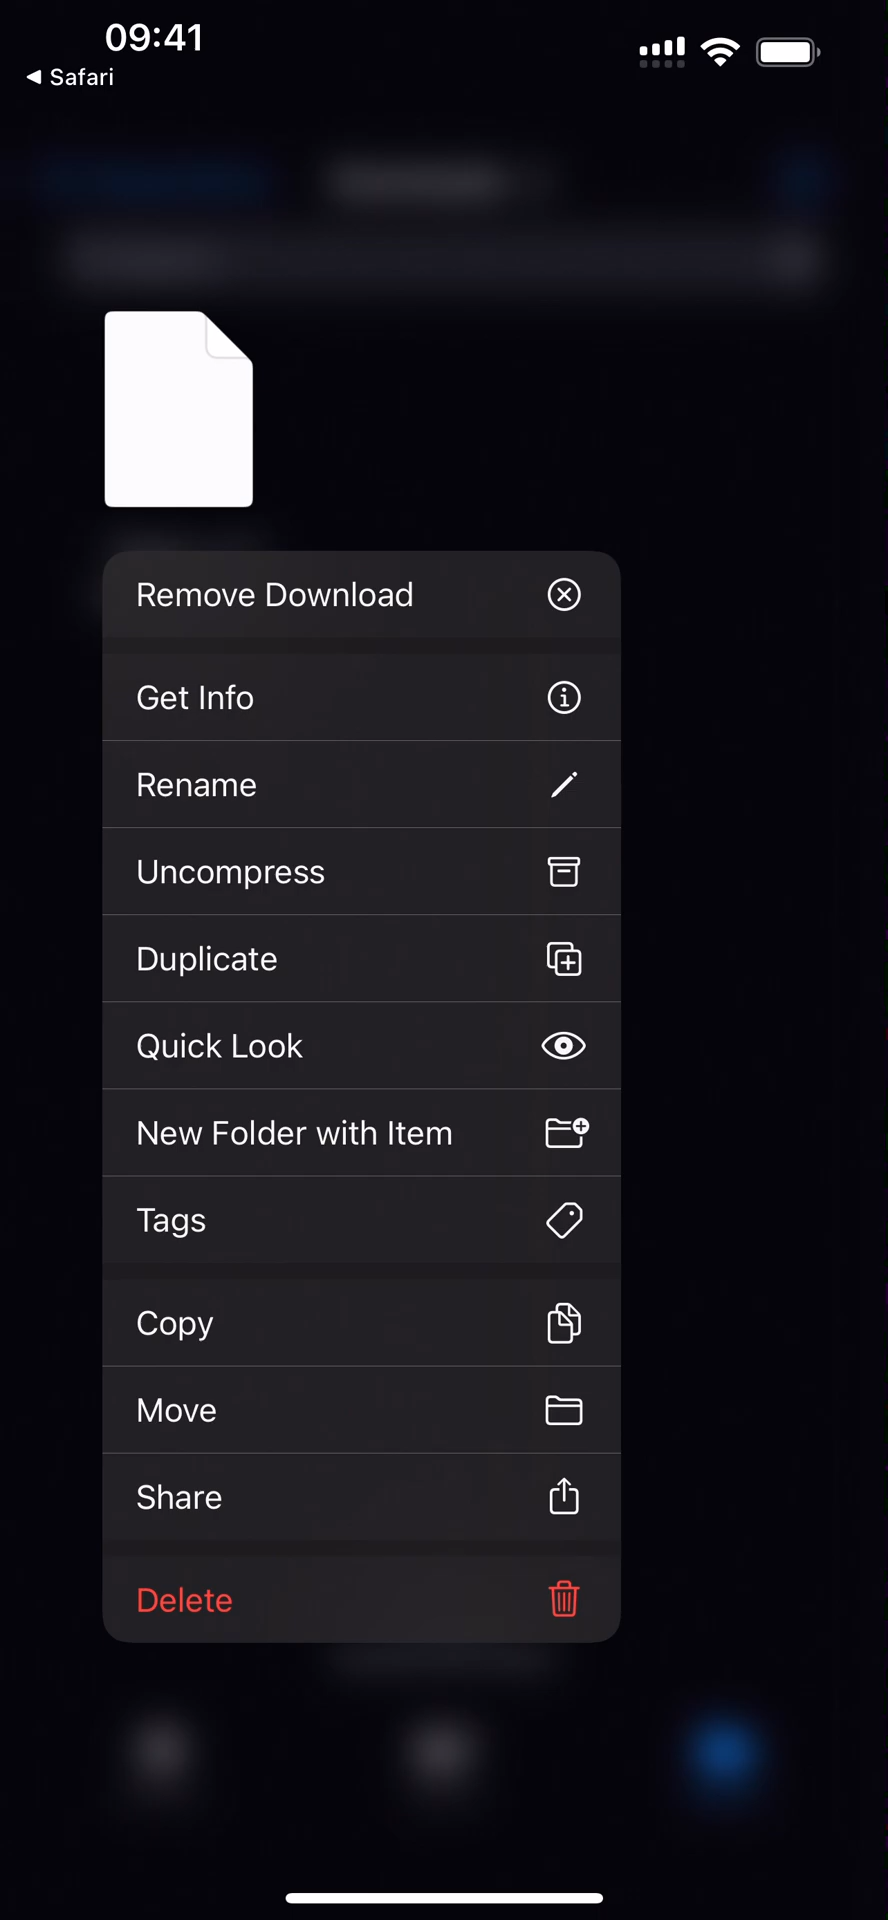 09:41
Safari
Remove Download
Get Info
Rename
Uncompress
Duplicate
Quick Look
New Folder with Item
Tags
Copy
Move
Share
Delete